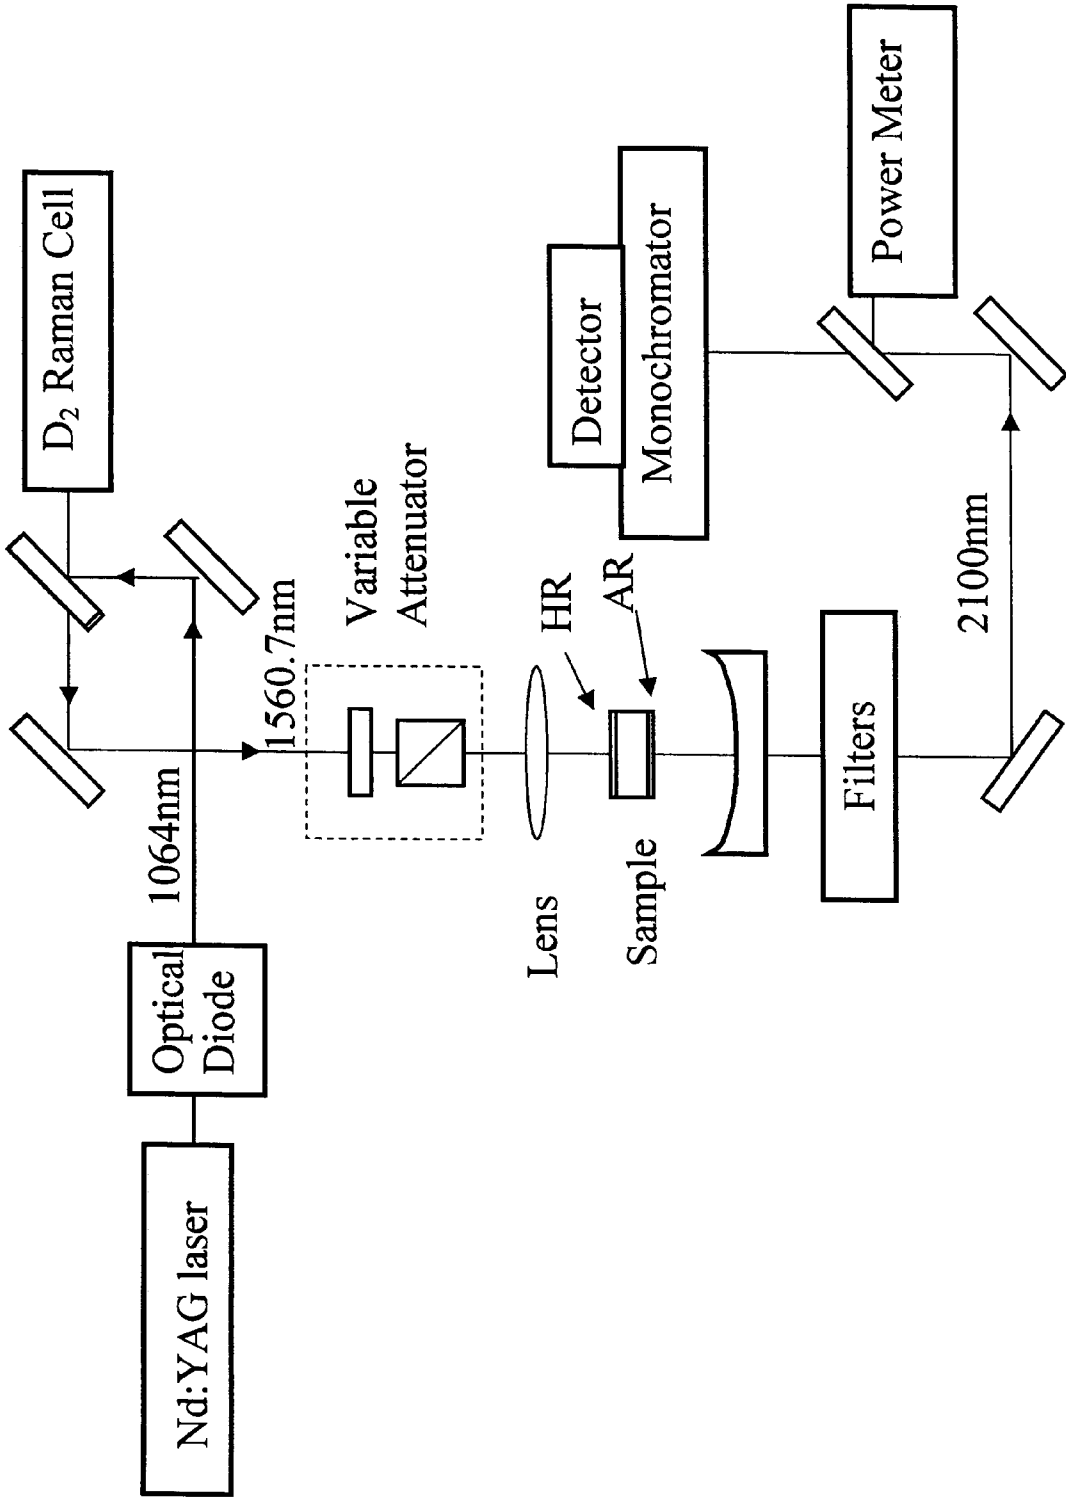 Nd:YAG laser
Optical
Diode
1064nm
D₂ Raman Cell
1560.7nm
Variable
Attenuator
Lens
HR
AR
Sample
Filters
2100nm
Detector
Monochromator
Power Meter